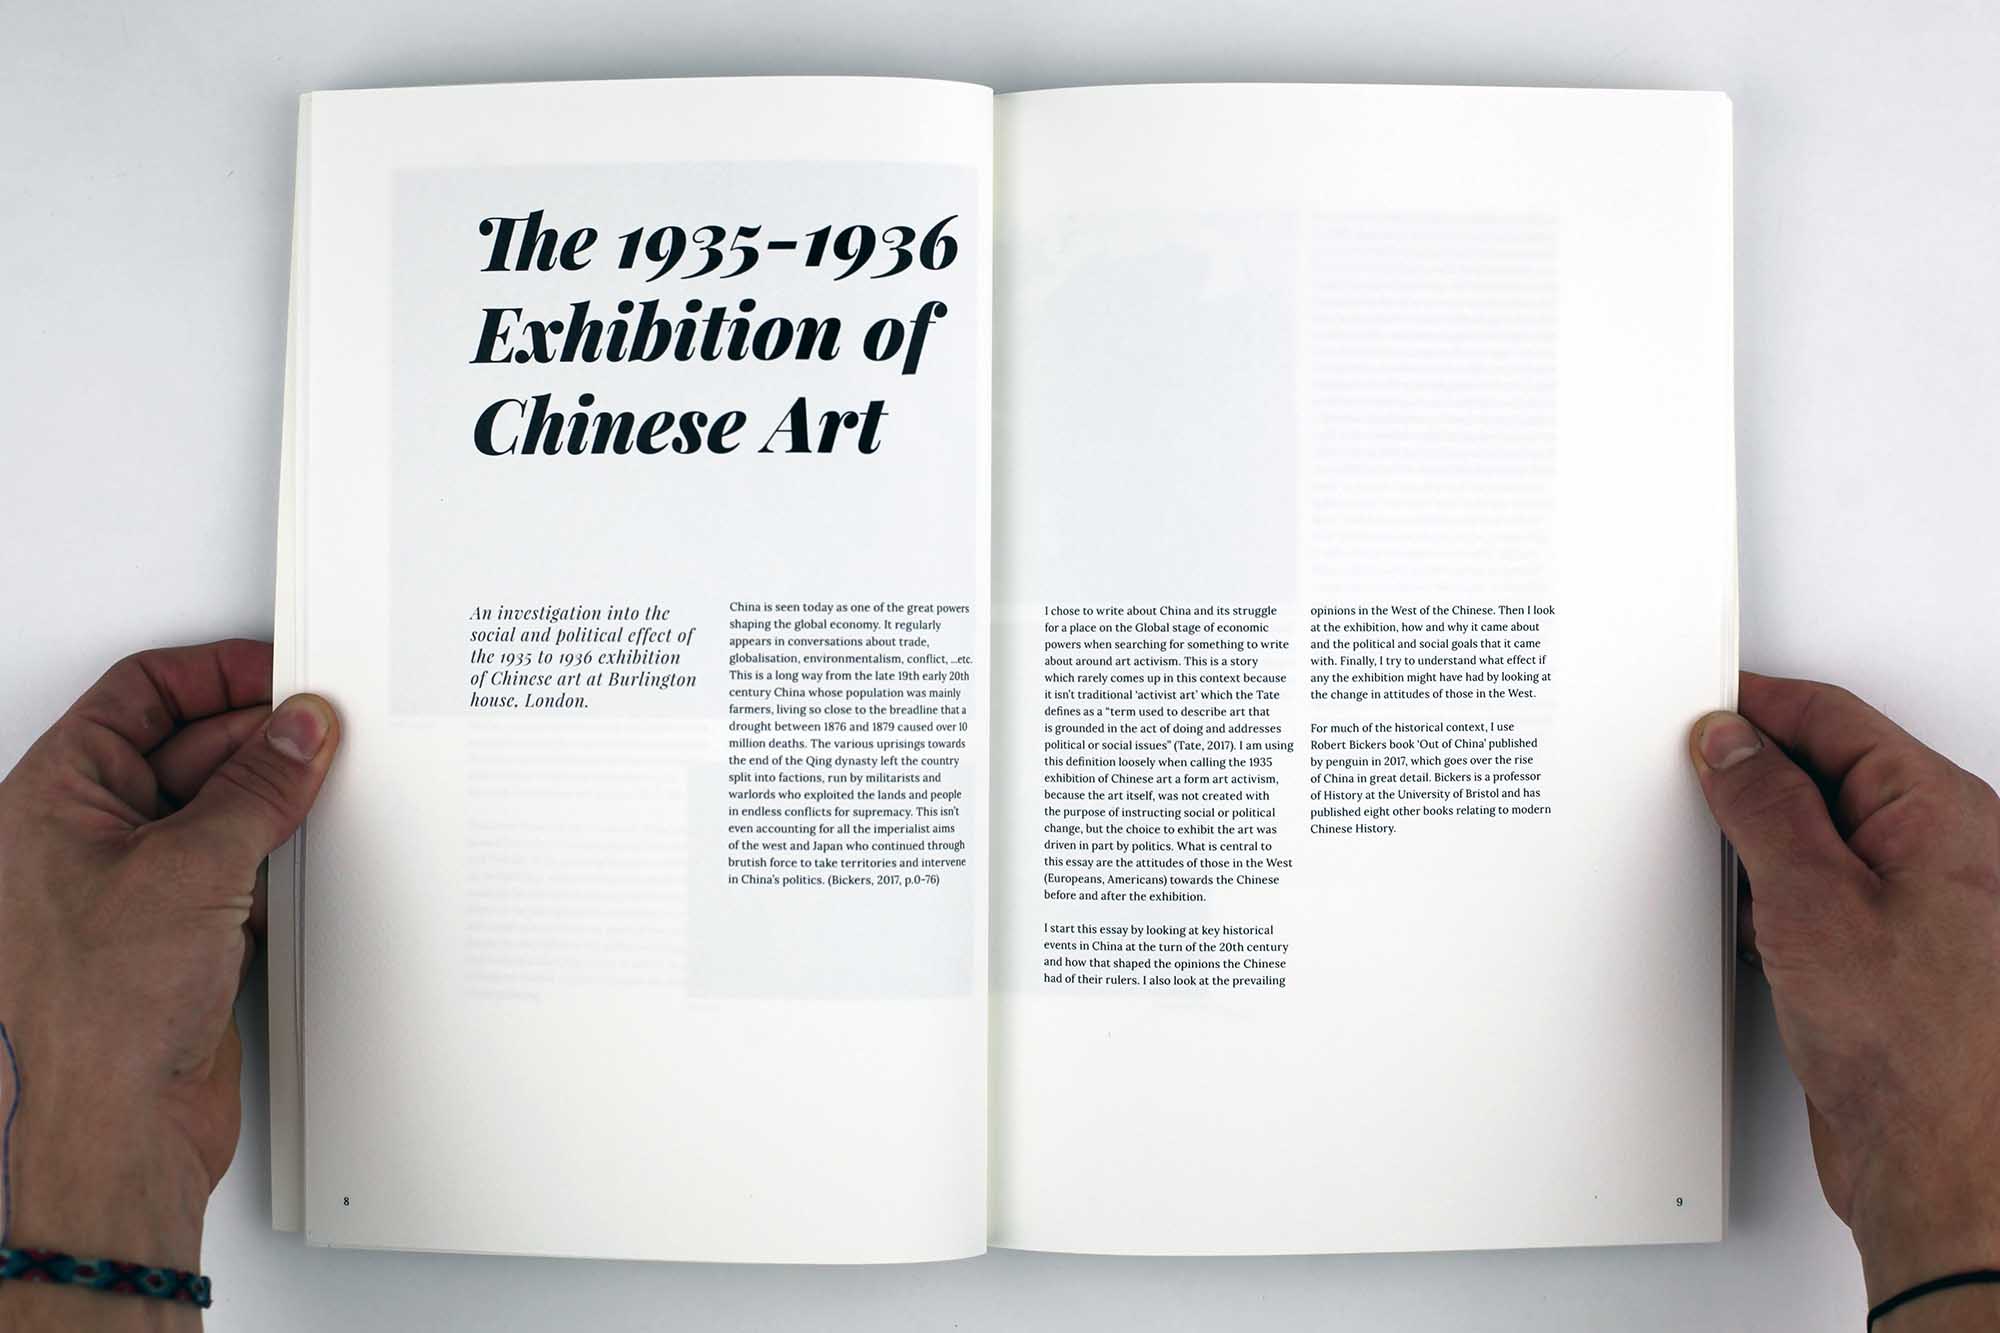 The 1935-1936
Exhibition of
Chinese Art
An investigation into the
social and political effect of
the 1935 to 1936 exhibition
of Chinese art at Burlington
house, London.
China is seen today as one of the great powers
shaping the global economy. It regularly
appears in conversations about trade,
globalisation, environmentalism, conflict, ...etc.
This is a long way from the late 19th early 20th
century China whose population was mainly
farmers, living so close to the breadline that a
drought between 1876 and 1879 caused over 10
million deaths. The various uprisings towards
the end of the Qing dynasty left the country
split into factions, run by militarists and
warlords who exploited the lands and people
in endless conflicts for supremacy. This isn't
even accounting for all the imperialist aims
of the west and Japan who continued through
brutish force to take territories and intervene
in China's politics. (Bickers, 2017, p.0-76)
8
I chose to write about China and its struggle
for a place on the Global stage of economic
powers when searching for something to write
about around art activism. This is a story
which rarely comes up in this context because
it isn't traditional 'activist art' which the Tate
defines as a "term used to describe art that
is grounded in the act of doing and addresses
political or social issues" (Tate, 2017). I am using
this definition loosely when calling the 1935
exhibition of Chinese art a form art activism,
because the art itself, was not created with
the purpose of instructing social or political
change, but the choice to exhibit the art was
driven in part by politics. What is central to
this essay are the attitudes of those in the West
(Europeans, Americans) towards the Chinese
before and after the exhibition.
I start this essay by looking at key historical
events in China at the turn of the 20th century
and how that shaped the opinions the Chinese
had of their rulers. I also look at the prevailing
opinions in the West of the Chinese. Then I look
at the exhibition, how and why it came about
and the political and social goals that it came
with. Finally, I try to understand what effect if
any the exhibition might have had by looking at
the change in attitudes of those in the West.
For much of the historical context, I use
Robert Bickers book 'Out of China' published
by penguin in 2017, which goes over the rise
of China in great detail. Bickers is a professor
of History at the University of Bristol and has
published eight other books relating to modern
Chinese History.
9